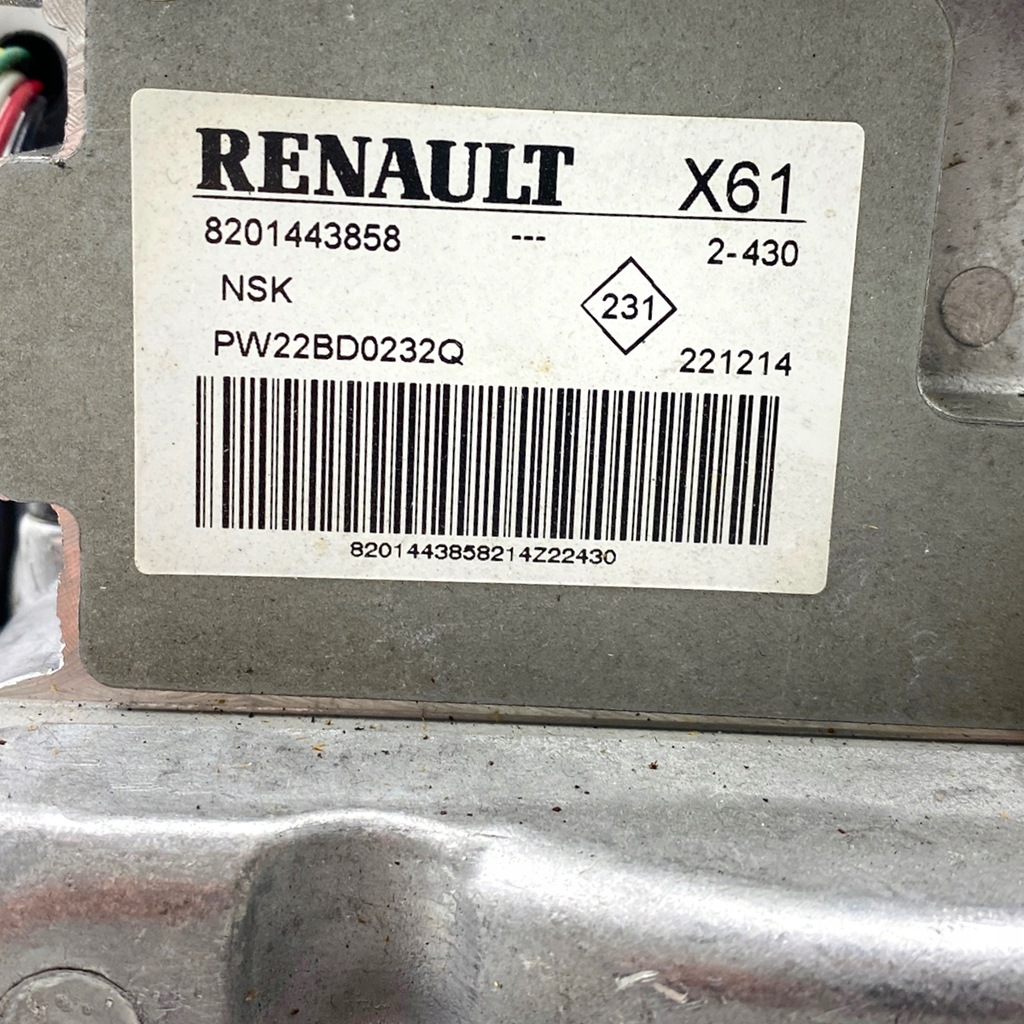 RENAULT X61
8201443858 --- 2-430
NSK 231
PW22BD0232Q 221214
8201443858214Z22430